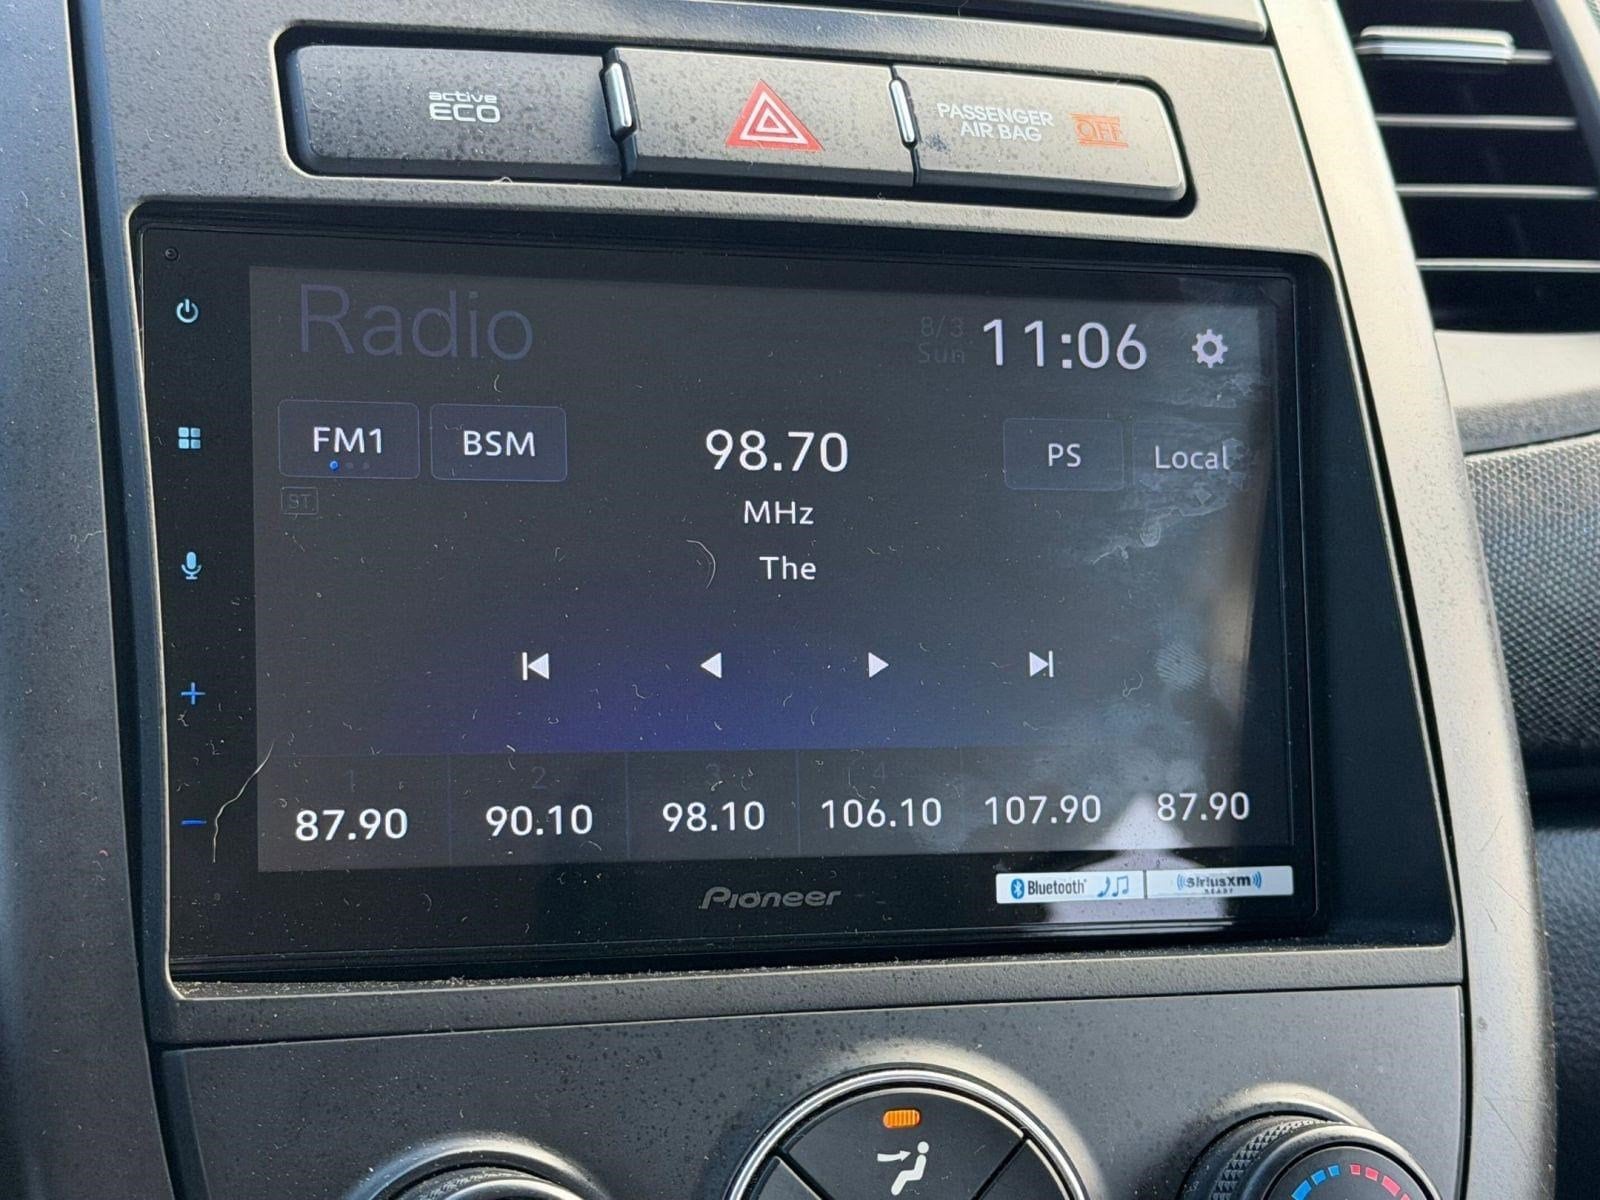 active
ECO
PASSENGER
AIR BAG OFF
Radio
8/3
Sun
11:06
FM1
BSM
98.70
PS
Local
ST
MHz
The
1 2 3 4
87.90 90.10 98.10 106.10 107.90 87.90
Pioneer
Bluetooth
SiriusXM
READY